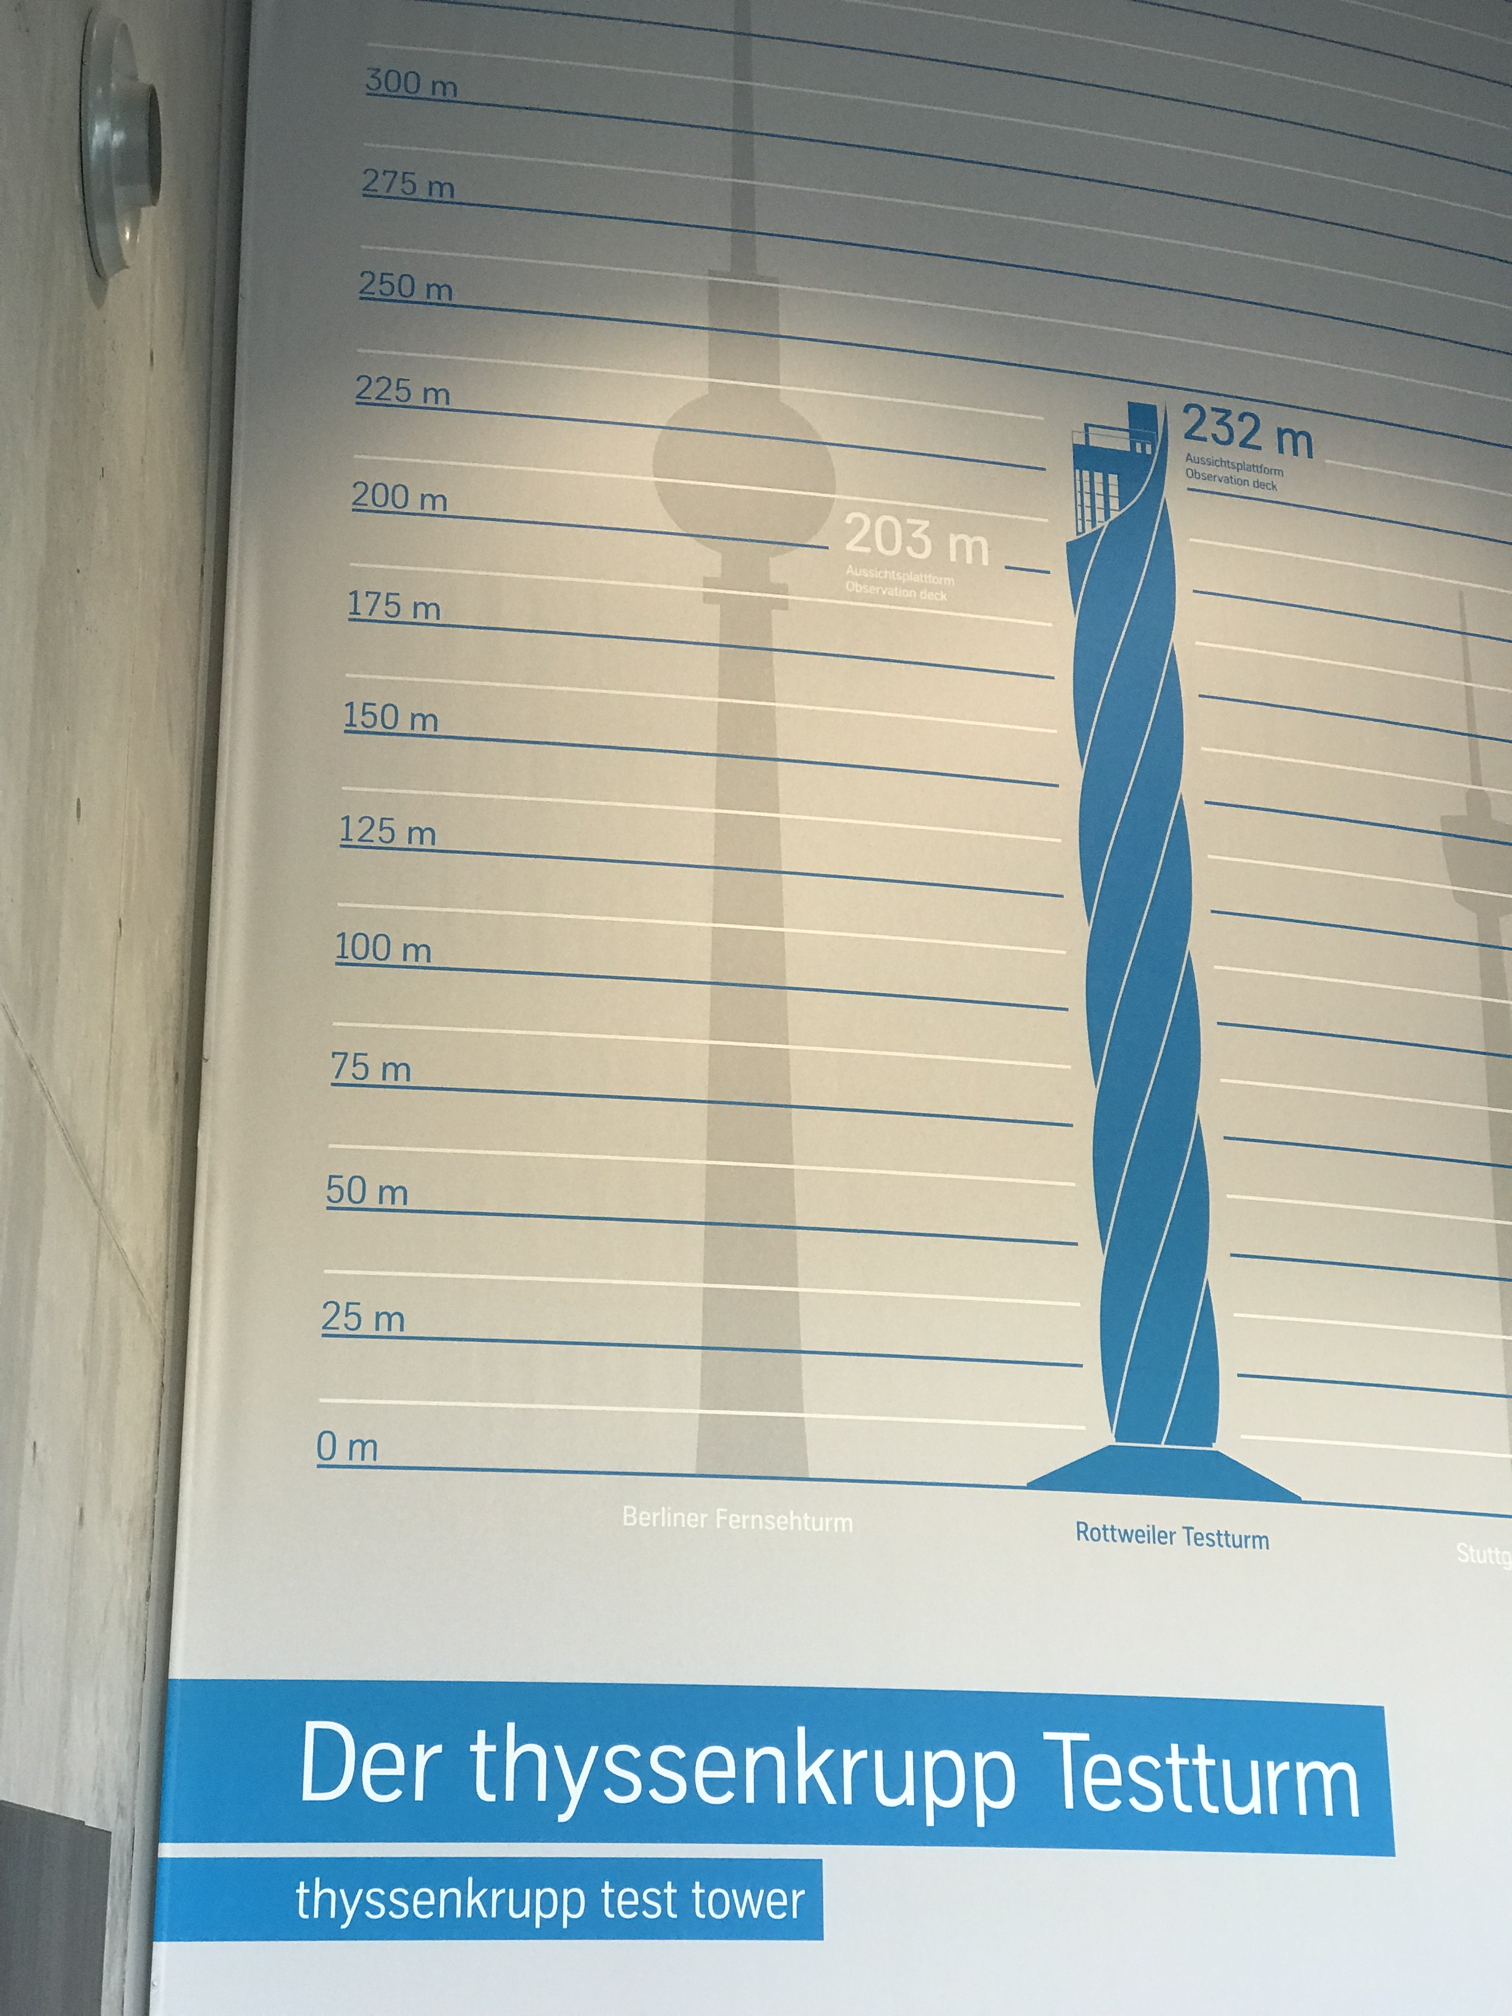 300 m
275 m
250 m
225 m
232 m
Aussichtsplattform
Observation deck
200 m
203 m
Aussichtsplattform
Observation deck
175 m
150 m
125 m
100 m
75 m
50 m
25 m
0 m
Berliner Fernsehturm
Rottweiler Testturm
Stuttg
Der thyssenkrupp Testturm
thyssenkrupp test tower